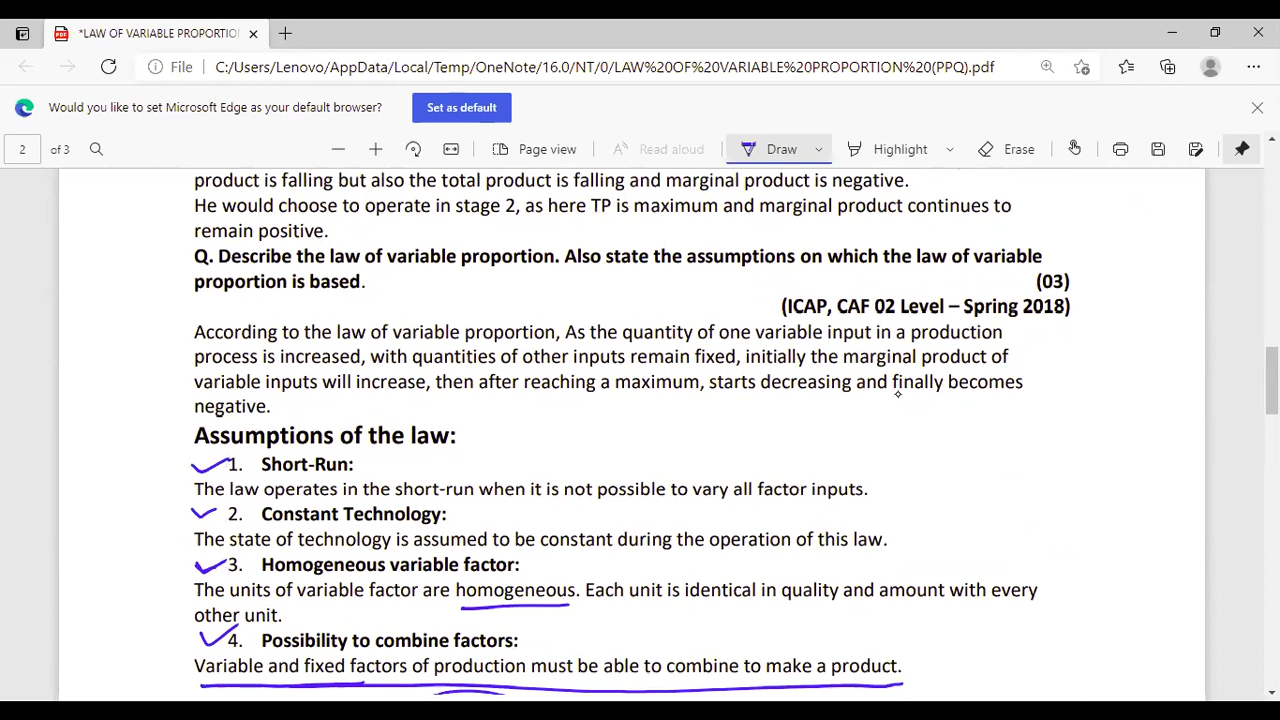 *LAW OF VARIABLE PROPORTION
File C:/Users/Lenovo/AppData/Local/Temp/OneNote/16.0/NT/0/LAW%20OF%20VARIABLE%20PROPORTION%20(PPQ).pdf
Would you like to set Microsoft Edge as your default browser? Set as default
2 of 3 Page view Read aloud Draw Highlight Erase
product is falling but also the total product is falling and marginal product is negative.
He would choose to operate in stage 2, as here TP is maximum and marginal product continues to
remain positive.
Q. Describe the law of variable proportion. Also state the assumptions on which the law of variable
proportion is based. (03)
(ICAP, CAF 02 Level – Spring 2018)
According to the law of variable proportion, As the quantity of one variable input in a production
process is increased, with quantities of other inputs remain fixed, initially the marginal product of
variable inputs will increase, then after reaching a maximum, starts decreasing and finally becomes
negative.
Assumptions of the law:
1. Short-Run:
The law operates in the short-run when it is not possible to vary all factor inputs.
2. Constant Technology:
The state of technology is assumed to be constant during the operation of this law.
3. Homogeneous variable factor:
The units of variable factor are homogeneous. Each unit is identical in quality and amount with every
other unit.
4. Possibility to combine factors:
Variable and fixed factors of production must be able to combine to make a product.